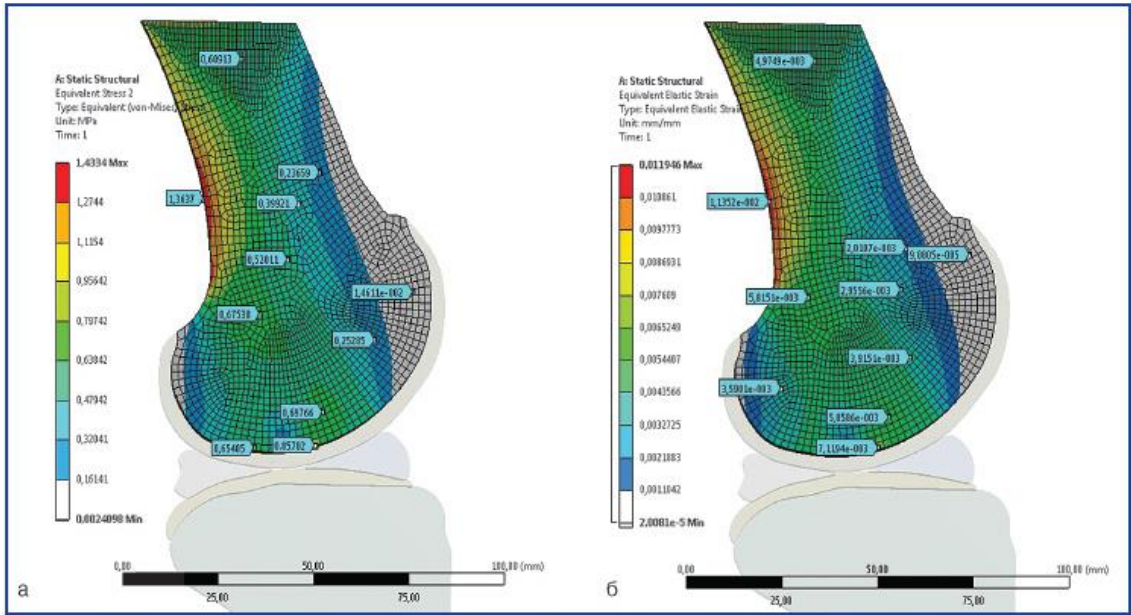 A: Static Structural
Equivalent Stress 2
Type: Equivalent (von-Mises) Stress
Unit: MPa
Time: 1
1,4334 Max
1,2744
1,1154
0,95642
0,79742
0,63842
0,47942
0,32041
0,16141
0,0024098 Min
0,60913
0,23659
1,3637
0,39921
0,52011
1,4611e-002
0,67538
0,25285
0,69766
0,65405
0,85782
0,00
50,00
100,00 (mm)
25,00
75,00
а
A: Static Structural
Equivalent Elastic Strain
Type: Equivalent Elastic Strain
Unit: mm/mm
Time: 1
0,011946 Max
0,010861
0,0097773
0,0086931
0,007609
0,0065249
0,0054407
0,0043566
0,0032725
0,0021883
0,0011042
2,0081e-5 Min
4,9749e-003
1,1352e-002
2,0107e-003
9,0805e-005
5,8151e-003
2,9556e-003
3,9151e-003
3,5901e-003
5,8586e-003
7,1194e-003
0,00
50,00
100,00 (mm)
25,00
75,00
б